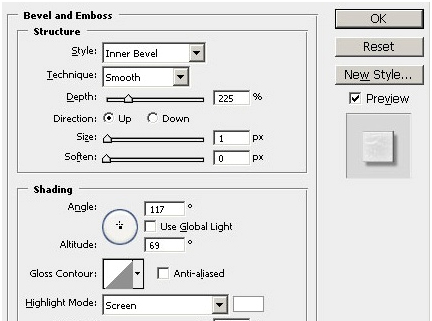 Bevel and Emboss
Structure
Style: Inner Bevel
Technique: Smooth
Depth: 225 %
Direction: Up Down
Size: 1 px
Soften: 0 px
Shading
Angle: 117 °
Use Global Light
Altitude: 69 °
Gloss Contour: Anti-aliased
Highlight Mode: Screen
OK
Reset
New Style...
Preview